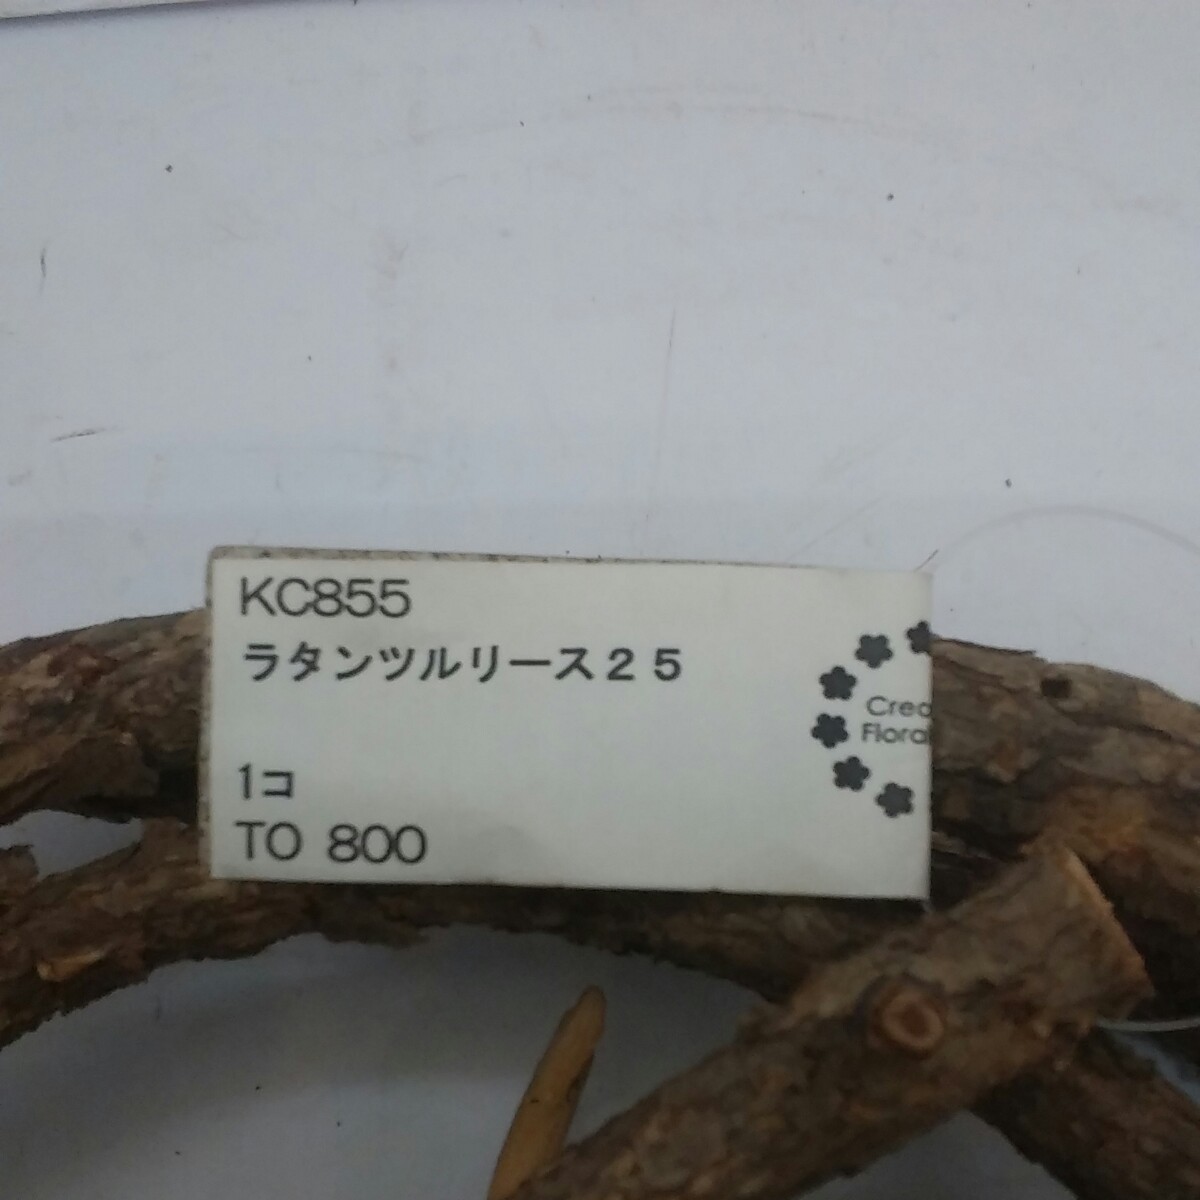 KC855
ラタンツルリース２５
1コ
TO 800
Crea
Floral